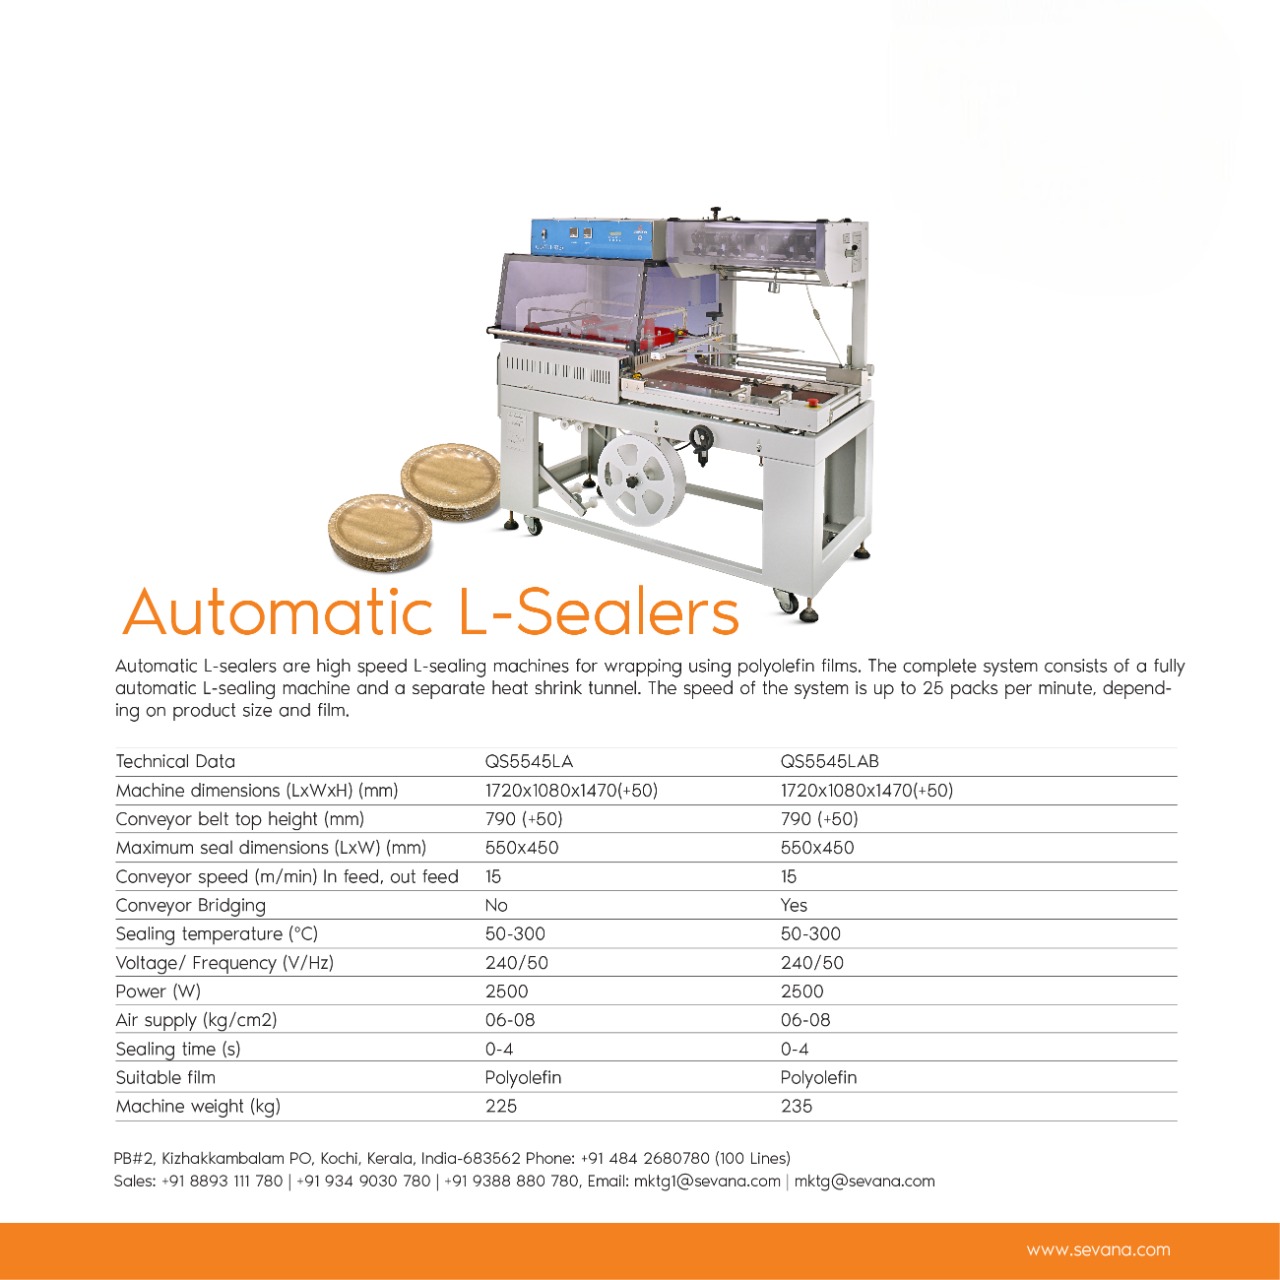 Automatic L-Sealers
Automatic L-sealers are high speed L-sealing machines for wrapping using polyolefin films. The complete system consists of a fully
automatic L-sealing machine and a separate heat shrink tunnel. The speed of the system is up to 25 packs per minute, depend-
ing on product size and film.
Technical Data QS5545LA QS5545LAB
Machine dimensions (LxWxH) (mm) 1720x1080x1470(+50) 1720x1080x1470(+50)
Conveyor belt top height (mm) 790 (+50) 790 (+50)
Maximum seal dimensions (LxW) (mm) 550x450 550x450
Conveyor speed (m/min) In feed, out feed 15 15
Conveyor Bridging No Yes
Sealing temperature (°C) 50-300 50-300
Voltage/ Frequency (V/Hz) 240/50 240/50
Power (W) 2500 2500
Air supply (kg/cm2) 06-08 06-08
Sealing time (s) 0-4 0-4
Suitable film Polyolefin Polyolefin
Machine weight (kg) 225 235
PB#2, Kizhakkambalam PO, Kochi, Kerala, India-683562 Phone: +91 484 2680780 (100 Lines)
Sales: +91 8893 111 780 | +91 934 9030 780 | +91 9388 880 780, Email: mktg1@sevana.com | mktg@sevana.com
www.sevana.com